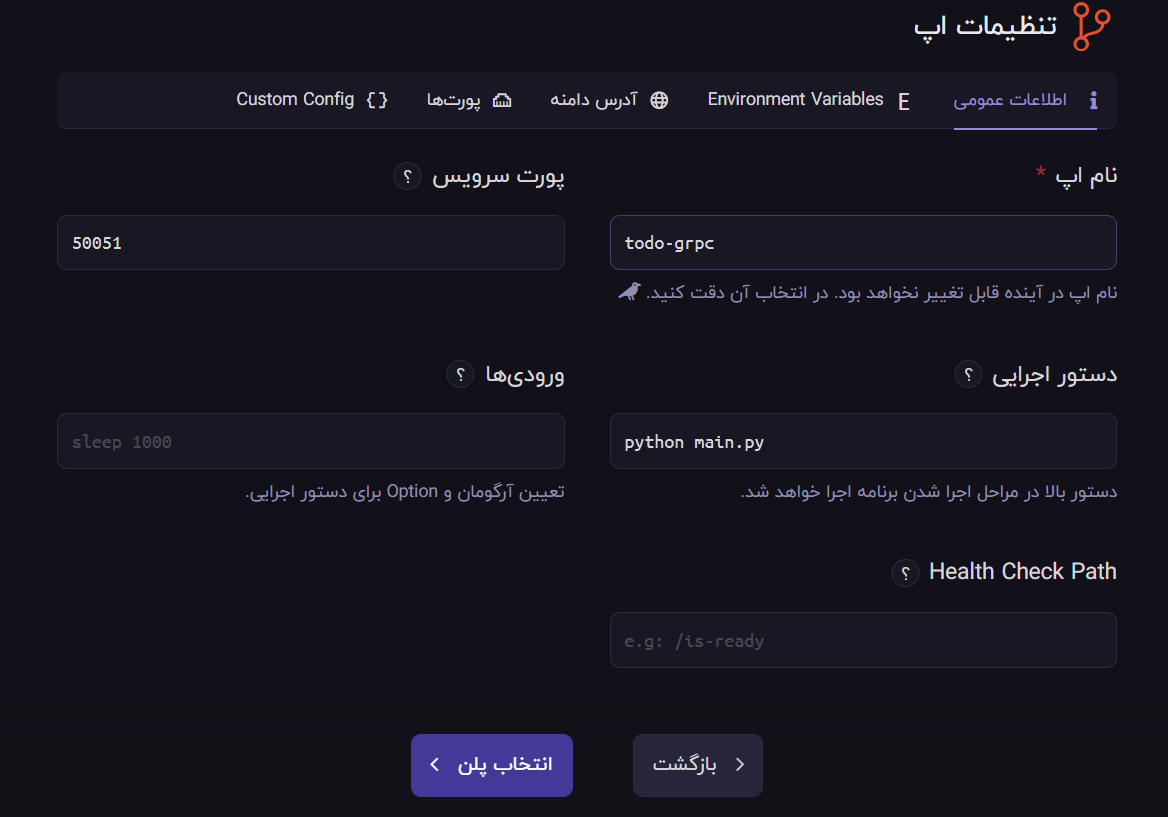 تنظیمات اپ
اطلاعات عمومی
Environment Variables
آدرس دامنه
پورت‌ها
Custom Config
نام اپ *
todo-grpc
نام اپ در آینده قابل تغییر نخواهد بود. در انتخاب آن دقت کنید.
پورت سرویس ؟
50051
دستور اجرایی ؟
python main.py
دستور بالا در مراحل اجرا شدن برنامه اجرا خواهد شد.
ورودی‌ها ؟
sleep 1000
تعیین آرگومان و Option برای دستور اجرایی.
Health Check Path ؟
e.g: /is-ready
بازگشت
انتخاب پلن